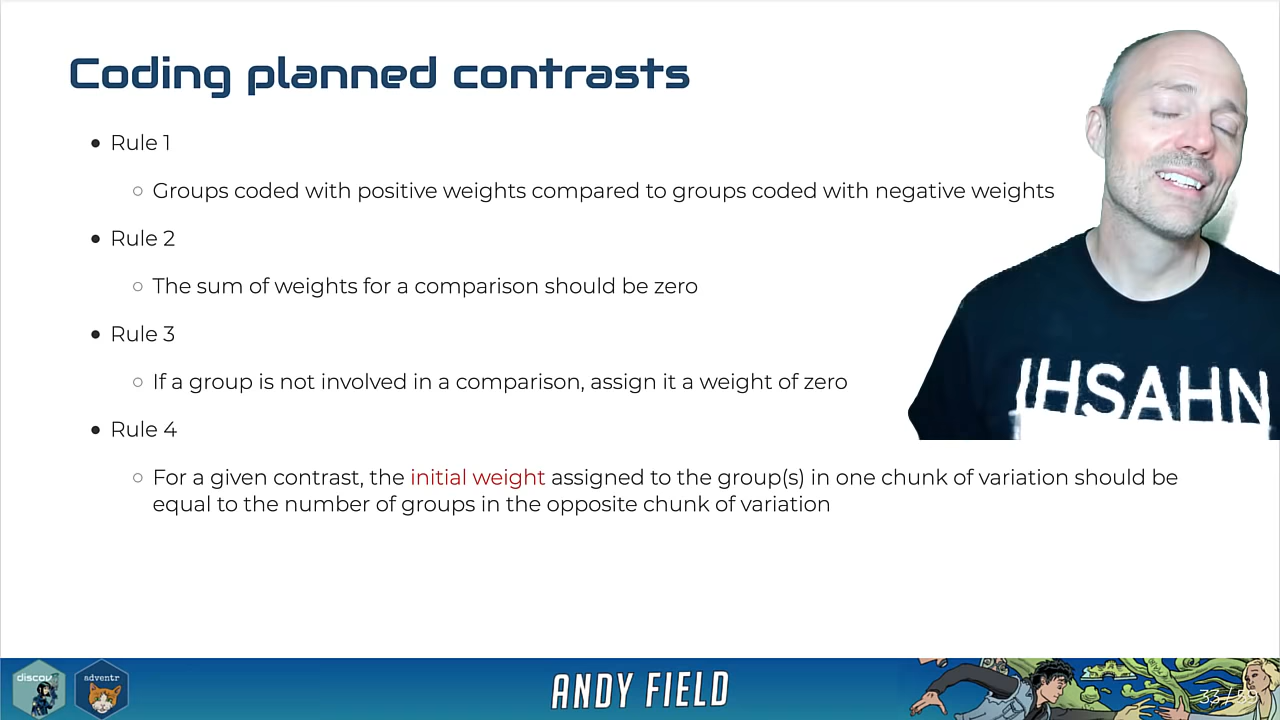 Coding planned contrasts
Rule 1
Groups coded with positive weights compared to groups coded with negative weights
Rule 2
The sum of weights for a comparison should be zero
Rule 3
If a group is not involved in a comparison, assign it a weight of zero
Rule 4
For a given contrast, the initial weight assigned to the group(s) in one chunk of variation should be
equal to the number of groups in the opposite chunk of variation
IHSAHN
discov
adventr
ANDY FIELD